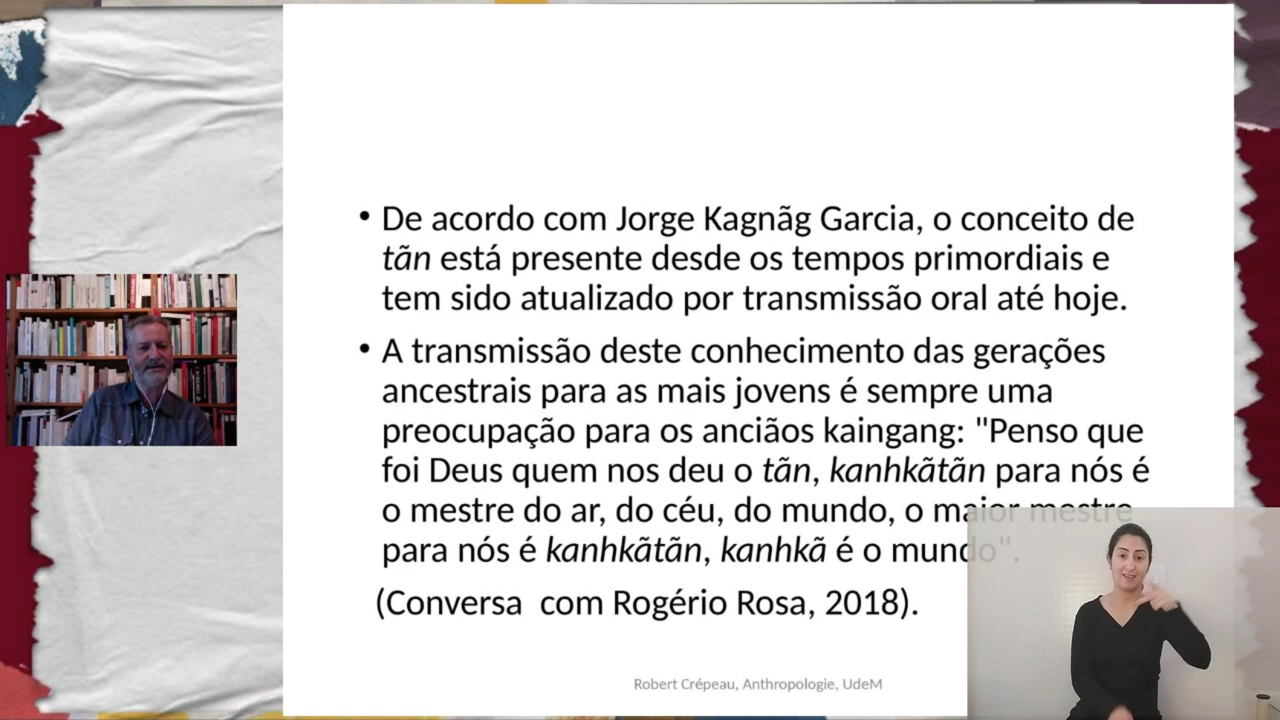 • De acordo com Jorge Kagnãg Garcia, o conceito de
tãn está presente desde os tempos primordiais e
tem sido atualizado por transmissão oral até hoje.
• A transmissão deste conhecimento das gerações
ancestrais para as mais jovens é sempre uma
preocupação para os anciãos kaingang: "Penso que
foi Deus quem nos deu o tãn, kanhkãtãn para nós é
o mestre do ar, do céu, do mundo, o maior mestre
para nós é kanhkãtãn, kanhkã é o mundo".
(Conversa com Rogério Rosa, 2018).
Robert Crépeau, Anthropologie, UdeM